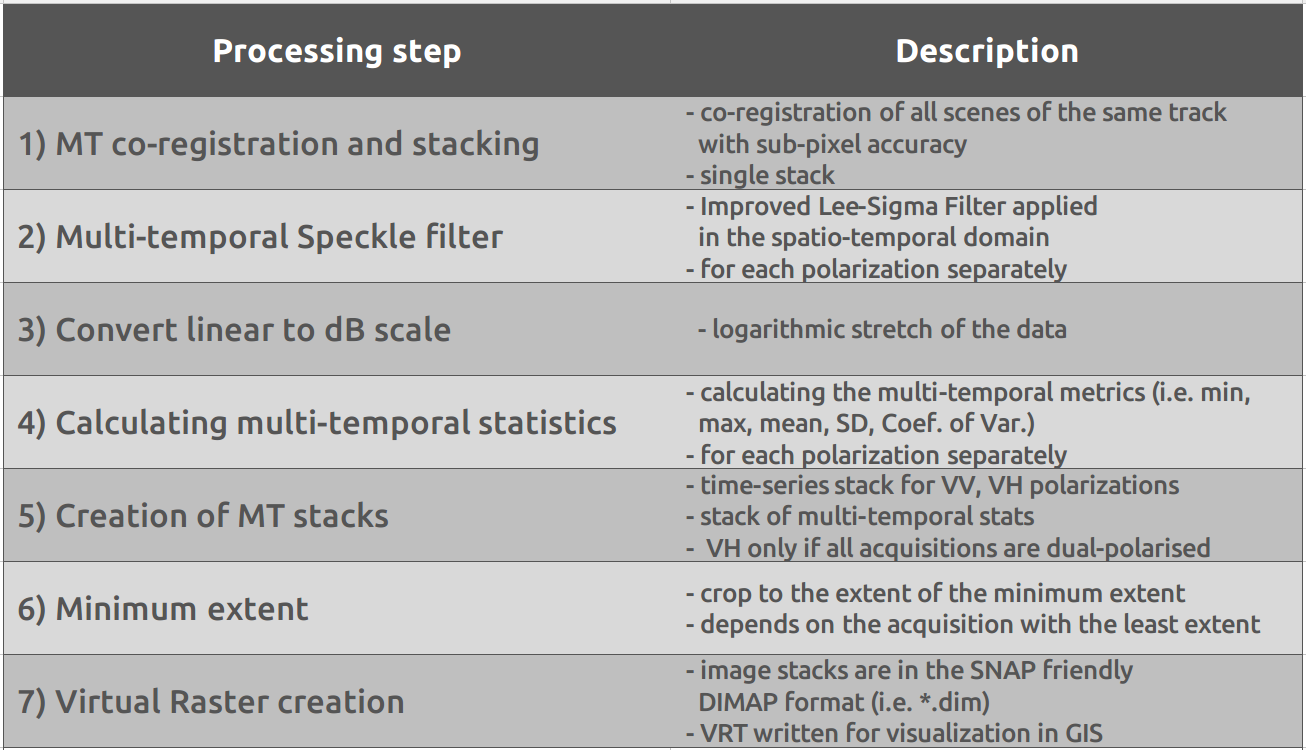 Processing step
Description
1) MT co-registration and stacking
- co-registration of all scenes of the same track
with sub-pixel accuracy
- single stack
2) Multi-temporal Speckle filter
- Improved Lee-Sigma Filter applied
in the spatio-temporal domain
- for each polarization separately
3) Convert linear to dB scale
- logarithmic stretch of the data
4) Calculating multi-temporal statistics
- calculating the multi-temporal metrics (i.e. min,
max, mean, SD, Coef. of Var.)
- for each polarization separately
5) Creation of MT stacks
- time-series stack for VV, VH polarizations
- stack of multi-temporal stats
- VH only if all acquisitions are dual-polarised
6) Minimum extent
- crop to the extent of the minimum extent
- depends on the acquisition with the least extent
7) Virtual Raster creation
- image stacks are in the SNAP friendly
DIMAP format (i.e. *.dim)
- VRT written for visualization in GIS